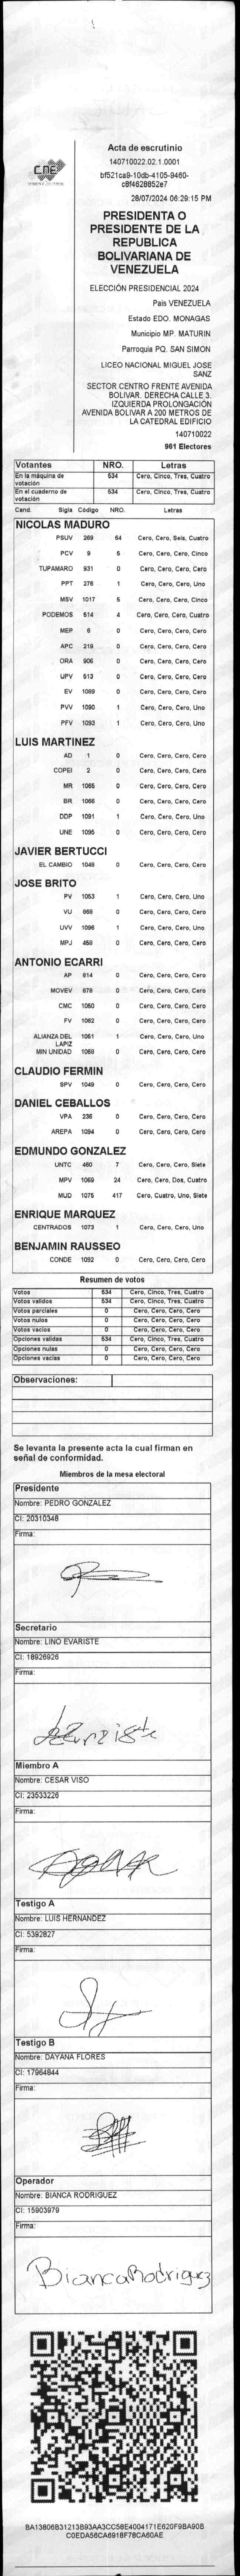 CNE
Acta de escrutinio
140710022.02.1.0001
bf521ca9-10db-4105-9460-
c8f4628852e7
28/07/2024 06:29:15 PM
PRESIDENTA O
PRESIDENTE DE LA
REPUBLICA
BOLIVARIANA DE
VENEZUELA
ELECCIÓN PRESIDENCIAL 2024
Pais VENEZUELA
Estado EDO. MONAGAS
Municipio MP. MATURIN
Parroquia PQ. SAN SIMON
LICEO NACIONAL MIGUEL JOSE
SANZ
SECTOR CENTRO FRENTE AVENIDA
BOLIVAR. DERECHA CALLE 3.
IZQUIERDA PROLONGACIÓN
AVENIDA BOLIVAR A 200 METROS DE
LA CATEDRAL EDIFICIO
140710022
961 Electores
Votantes NRO. Letras
En la máquina de votación 534 Cero, Cinco, Tres, Cuatro
En el cuaderno de votación 534 Cero, Cinco, Tres, Cuatro
Cand. Sigla Código NRO. Letras
NICOLAS MADURO
PSUV 269 64 Cero, Cero, Seis, Cuatro
PCV 9 5 Cero, Cero, Cero, Cinco
TUPAMARO 931 0 Cero, Cero, Cero, Cero
PPT 276 1 Cero, Cero, Cero, Uno
MSV 1017 5 Cero, Cero, Cero, Cinco
PODEMOS 514 4 Cero, Cero, Cero, Cuatro
MEP 6 0 Cero, Cero, Cero, Cero
APC 219 0 Cero, Cero, Cero, Cero
ORA 906 0 Cero, Cero, Cero, Cero
UPV 513 0 Cero, Cero, Cero, Cero
EV 1089 0 Cero, Cero, Cero, Cero
PVV 1090 1 Cero, Cero, Cero, Uno
PFV 1093 1 Cero, Cero, Cero, Uno
LUIS MARTINEZ
AD 1 0 Cero, Cero, Cero, Cero
COPEI 2 0 Cero, Cero, Cero, Cero
MR 1065 0 Cero, Cero, Cero, Cero
BR 1066 0 Cero, Cero, Cero, Cero
DDP 1091 1 Cero, Cero, Cero, Uno
UNE 1095 0 Cero, Cero, Cero, Cero
JAVIER BERTUCCI
EL CAMBIO 1048 0 Cero, Cero, Cero, Cero
JOSE BRITO
PV 1053 1 Cero, Cero, Cero, Uno
VU 868 0 Cero, Cero, Cero, Cero
UVV 1096 1 Cero, Cero, Cero, Uno
MPJ 458 0 Cero, Cero, Cero, Cero
ANTONIO ECARRI
AP 814 0 Cero, Cero, Cero, Cero
MOVEV 878 0 Cero, Cero, Cero, Cero
CMC 1050 0 Cero, Cero, Cero, Cero
FV 1062 0 Cero, Cero, Cero, Cero
ALIANZA DEL LAPIZ 1051 1 Cero, Cero, Cero, Uno
MIN UNIDAD 1068 0 Cero, Cero, Cero, Cero
CLAUDIO FERMIN
SPV 1049 0 Cero, Cero, Cero, Cero
DANIEL CEBALLOS
VPA 236 0 Cero, Cero, Cero, Cero
AREPA 1094 0 Cero, Cero, Cero, Cero
EDMUNDO GONZALEZ
UNTC 460 7 Cero, Cero, Cero, Siete
MPV 1069 24 Cero, Cero, Dos, Cuatro
MUD 1075 417 Cero, Cuatro, Uno, Siete
ENRIQUE MARQUEZ
CENTRADOS 1073 1 Cero, Cero, Cero, Uno
BENJAMIN RAUSSEO
CONDE 1092 0 Cero, Cero, Cero, Cero
Resumen de votos
Votos 534 Cero, Cinco, Tres, Cuatro
Votos validos 534 Cero, Cinco, Tres, Cuatro
Votos parciales 0 Cero, Cero, Cero, Cero
Votos nulos 0 Cero, Cero, Cero, Cero
Votos vacíos 0 Cero, Cero, Cero, Cero
Opciones validas 534 Cero, Cinco, Tres, Cuatro
Opciones nulas 0 Cero, Cero, Cero, Cero
Opciones vacías 0 Cero, Cero, Cero, Cero
Observaciones:
Se levanta la presente acta la cual firman en
señal de conformidad.
Miembros de la mesa electoral
Presidente
Nombre: PEDRO GONZALEZ
CI: 20310348
Firma:
Secretario
Nombre: LINO EVARISTE
CI: 18926926
Firma:
Miembro A
Nombre: CESAR VISO
CI: 23533226
Firma:
Testigo A
Nombre: LUIS HERNANDEZ
CI: 5392827
Firma:
Testigo B
Nombre: DAYANA FLORES
CI: 17964844
Firma:
Operador
Nombre: BIANCA RODRIGUEZ
CI: 15903979
Firma:
Bianca Rodriguez
BA13806B31213B93AA3CC58E4004171E620F9BA90B
C0EDA56CA6918F78CA60AE